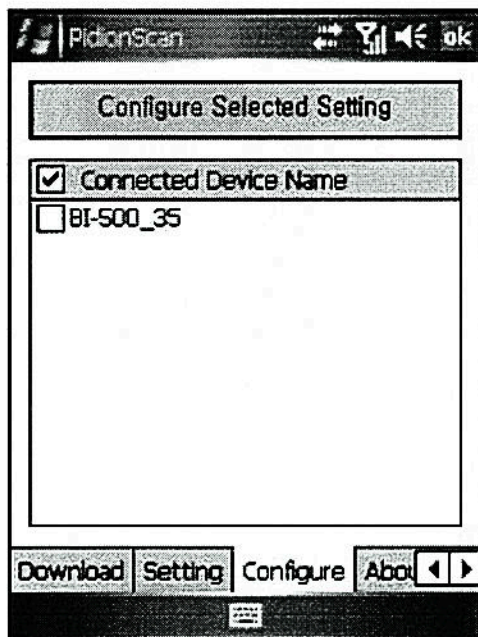 PidionScan ok
Configure Selected Setting
Connected Device Name
BI-500_35
Download Setting Configure Abou